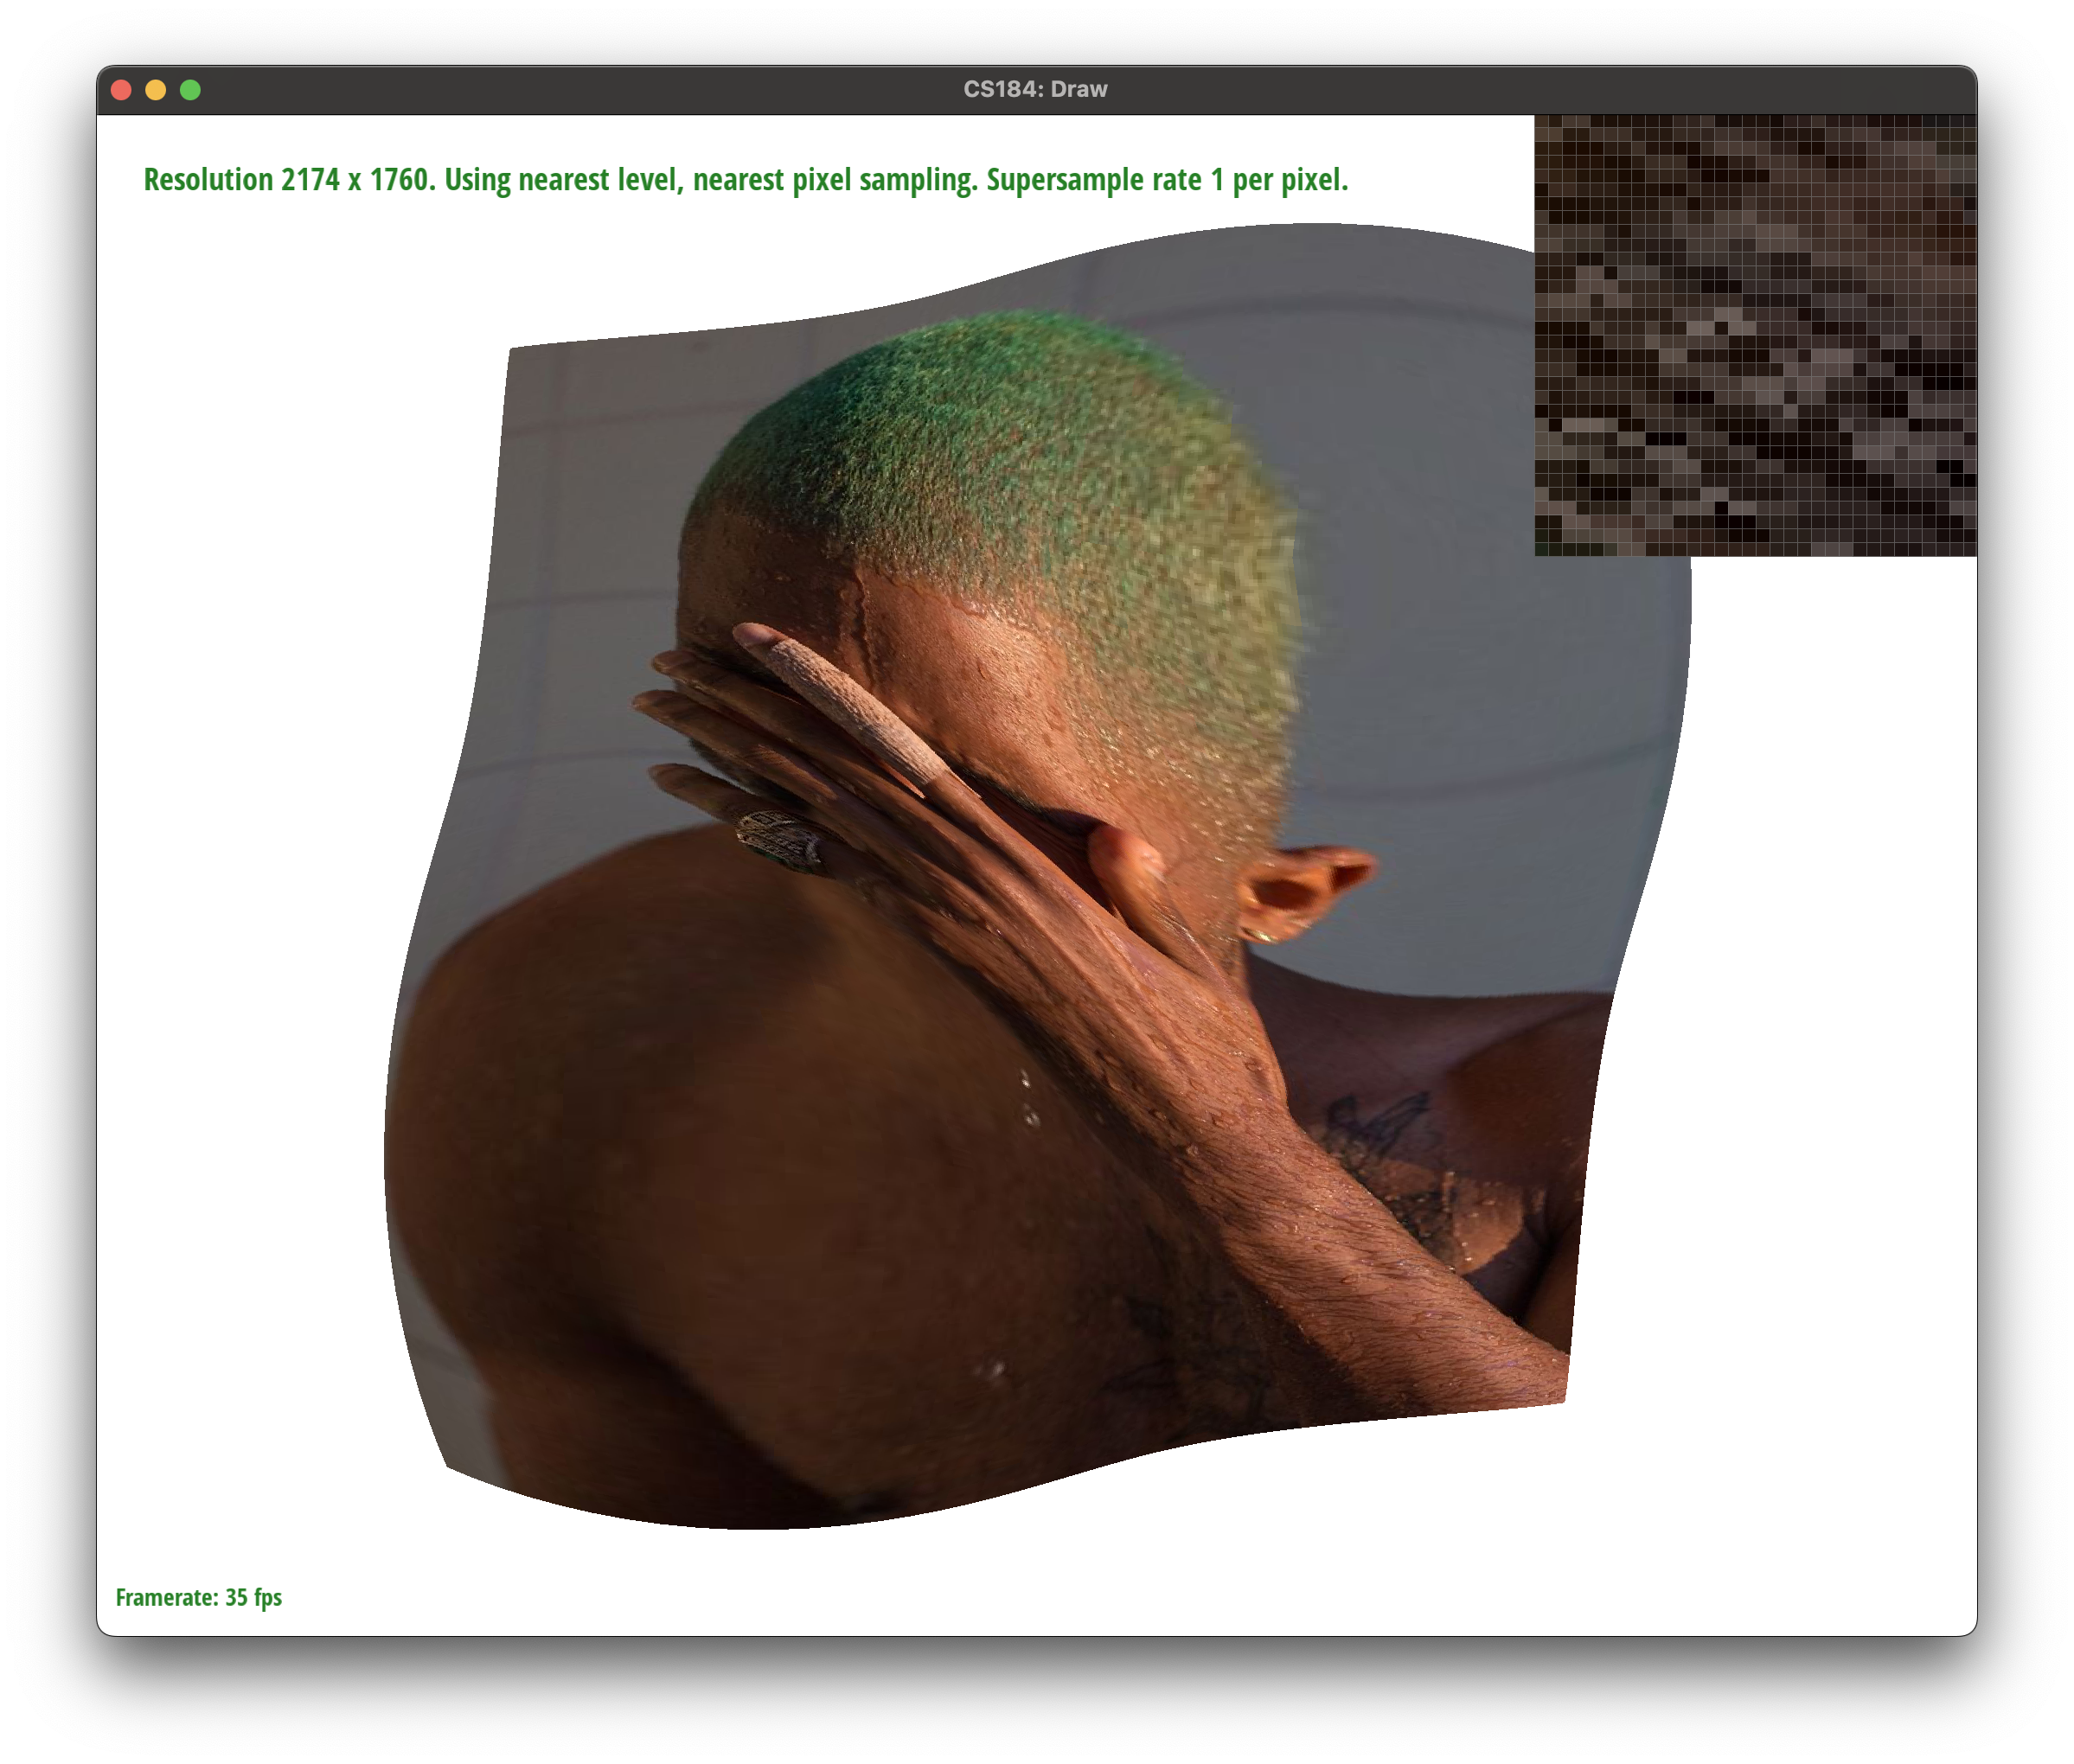 CS184: Draw
Resolution 2174 x 1760. Using nearest level, nearest pixel sampling. Supersample rate 1 per pixel.
Framerate: 35 fps